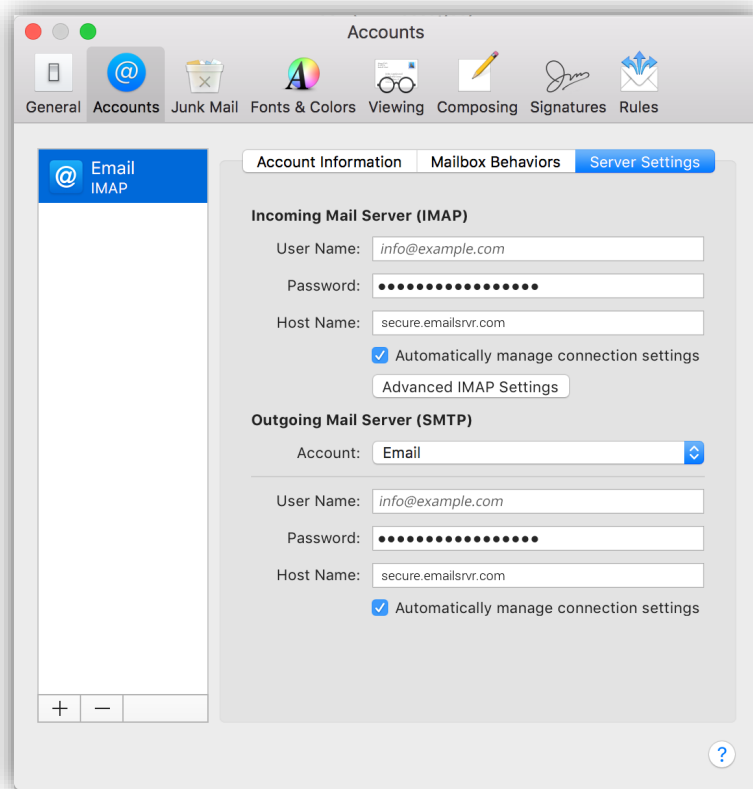 Accounts
General Accounts Junk Mail Fonts & Colors Viewing Composing Signatures Rules
Email
IMAP
Account Information Mailbox Behaviors Server Settings
Incoming Mail Server (IMAP)
User Name: info@example.com
Password: ●●●●●●●●●●●●●●●●●
Host Name: secure.emailsrvr.com
Automatically manage connection settings
Advanced IMAP Settings
Outgoing Mail Server (SMTP)
Account: Email
User Name: info@example.com
Password: ●●●●●●●●●●●●●●●●●
Host Name: secure.emailsrvr.com
Automatically manage connection settings
+ −
?